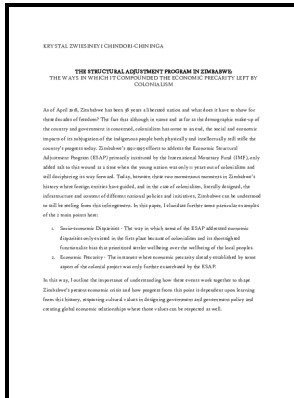 KRYSTAL ZWIESINEYI CHINDORI-CHININGA
THE STRUCTURAL ADJUSTMENT PROGRAM IN ZIMBABWE:
THE WAYS IN WHICH IT COMPOUNDED THE ECONOMIC PRECARITY LEFT BY
COLONIALISM
As of April 2018, Zimbabwe has been 38 years a liberated nation and what does it have to show for
these decades of freedom? The fact that although in name and as far as the demographic make-up of
the country and government is concerned, colonialism has come to an end, the social and economic
impacts of its subjugation of the indigenous people both physically and intellectually still stifle the
country's progress today. Zimbabwe's 1991-1995 efforts to address the Economic Structural
Adjustment Program (ESAP) primarily instituted by the International Monetary Fund (IMF), only
added salt to this wound at a time when the young nation was only 11 years out of colonialism and
still deciphering its way forward. Today, between these two momentous moments in Zimbabwe's
history where foreign entities have guided, and in the case of colonialism, literally designed, the
infrastructure and content of different national policies and initiatives, Zimbabwe can be understood
to still be reeling from this infringement. In this paper, I elucidate further some particular examples
of the 2 main points here:
1. Socio-economic Disparities - The way in which none of the ESAP addressed economic
disparities only existed in the first place because of colonialism and its thoroughly
functionalist bias that prioritized settler wellbeing over the wellbeing of the local peoples.
2. Economic Precarity - The instances where economic precarity already established by some
aspect of the colonial project was only further exacerbated by the ESAP.
In this way, I outline the importance of understanding how these events work together to shape
Zimbabwe's present economic crisis and how progress from this point is dependent upon learning
from this history, respecting cultural values in designing government and government policy and
creating global economic relationships where those values can be respected as well.